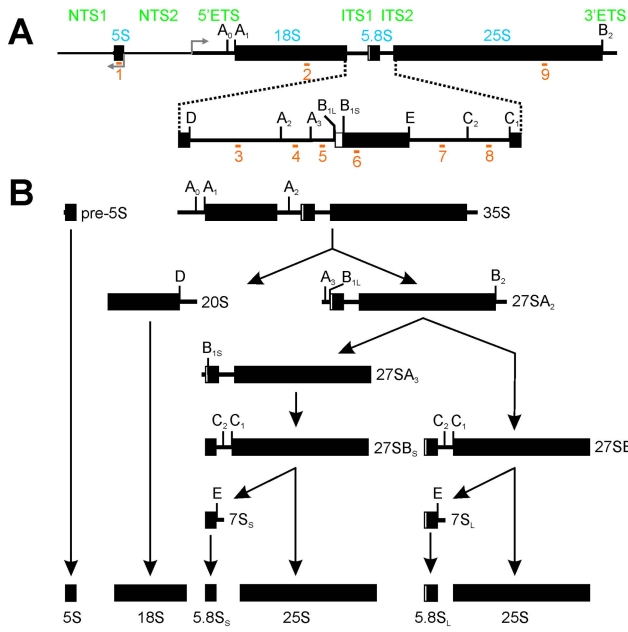 NTS1 NTS2 5'ETS ITS1 ITS2 3'ETS
A 5S A0 A1 18S 5.8S 25S B2
1 2 9
D A2 A3 B1L B1S E C2 C1
3 4 5 6 7 8
B
pre-5S A0 A1 A2 35S
D 20S A3 B1L B2 27SA2
B1S 27SA3
C2 C1 27SBS C2 C1 27SB
E 7SS E 7SL
5S 18S 5.8SS 25S 5.8SL 25S